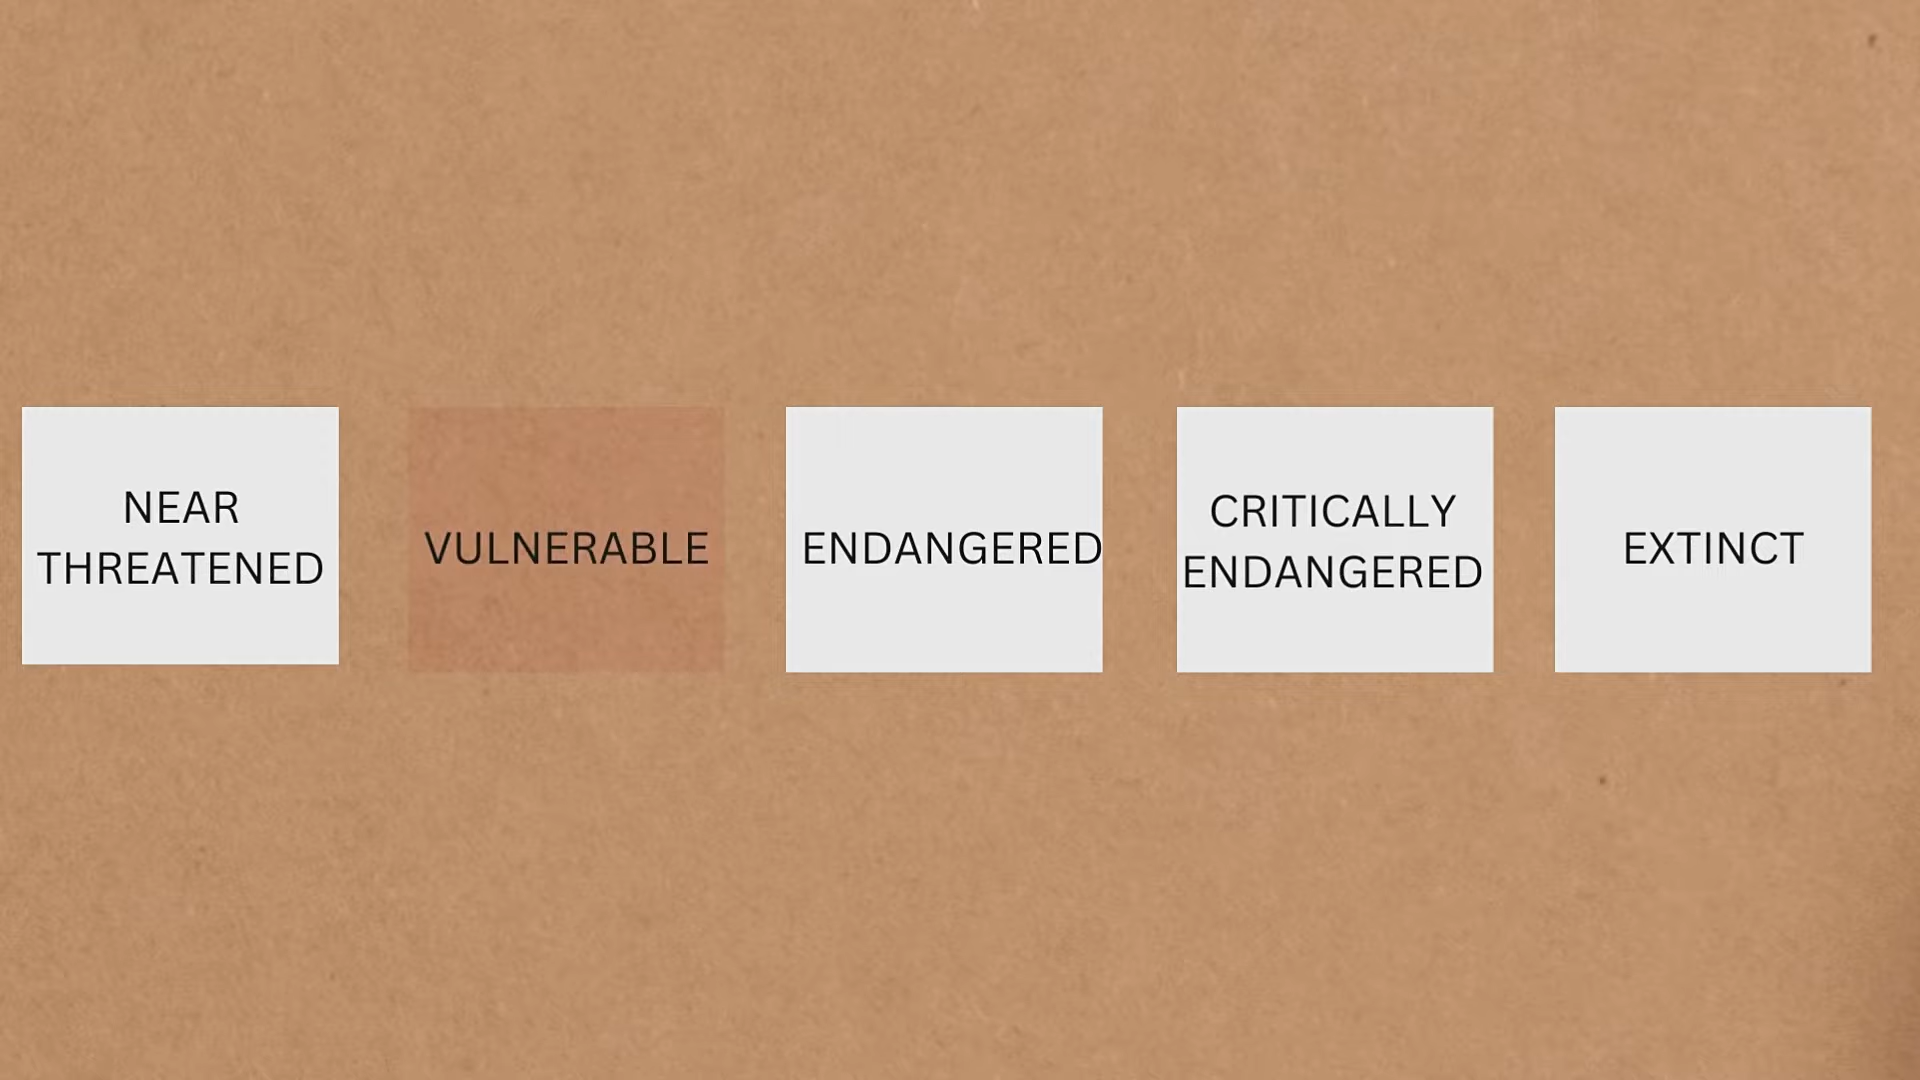 NEAR
THREATENED
VULNERABLE
ENDANGERED
CRITICALLY
ENDANGERED
EXTINCT